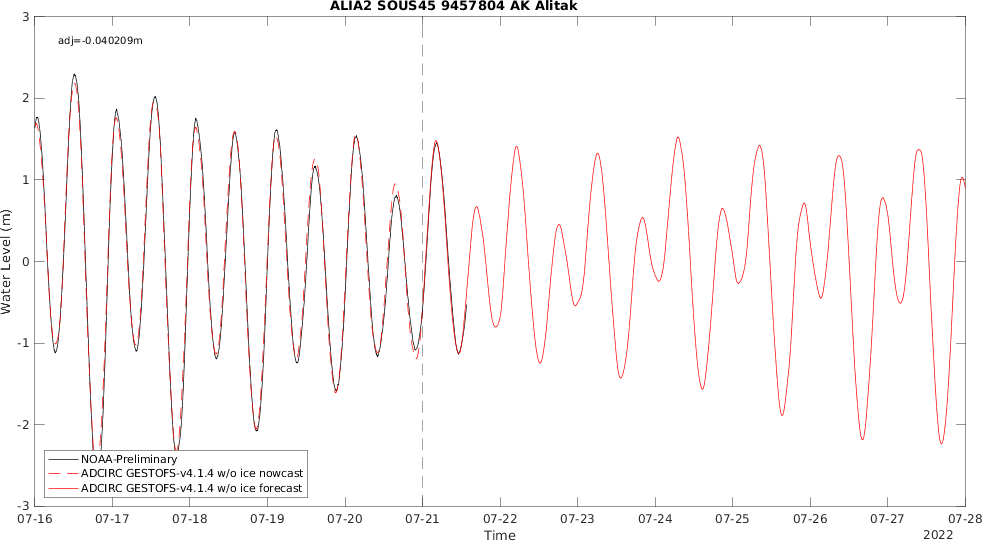 ALIA2 SOUS45 9457804 AK Alitak
adj=-0.040209m
3
2
1
0
-1
-2
-3
Water Level (m)
NOAA-Preliminary
ADCIRC GESTOFS-v4.1.4 w/o ice nowcast
ADCIRC GESTOFS-v4.1.4 w/o ice forecast
07-16 07-17 07-18 07-19 07-20 07-21 07-22 07-23 07-24 07-25 07-26 07-27 07-28
Time
2022